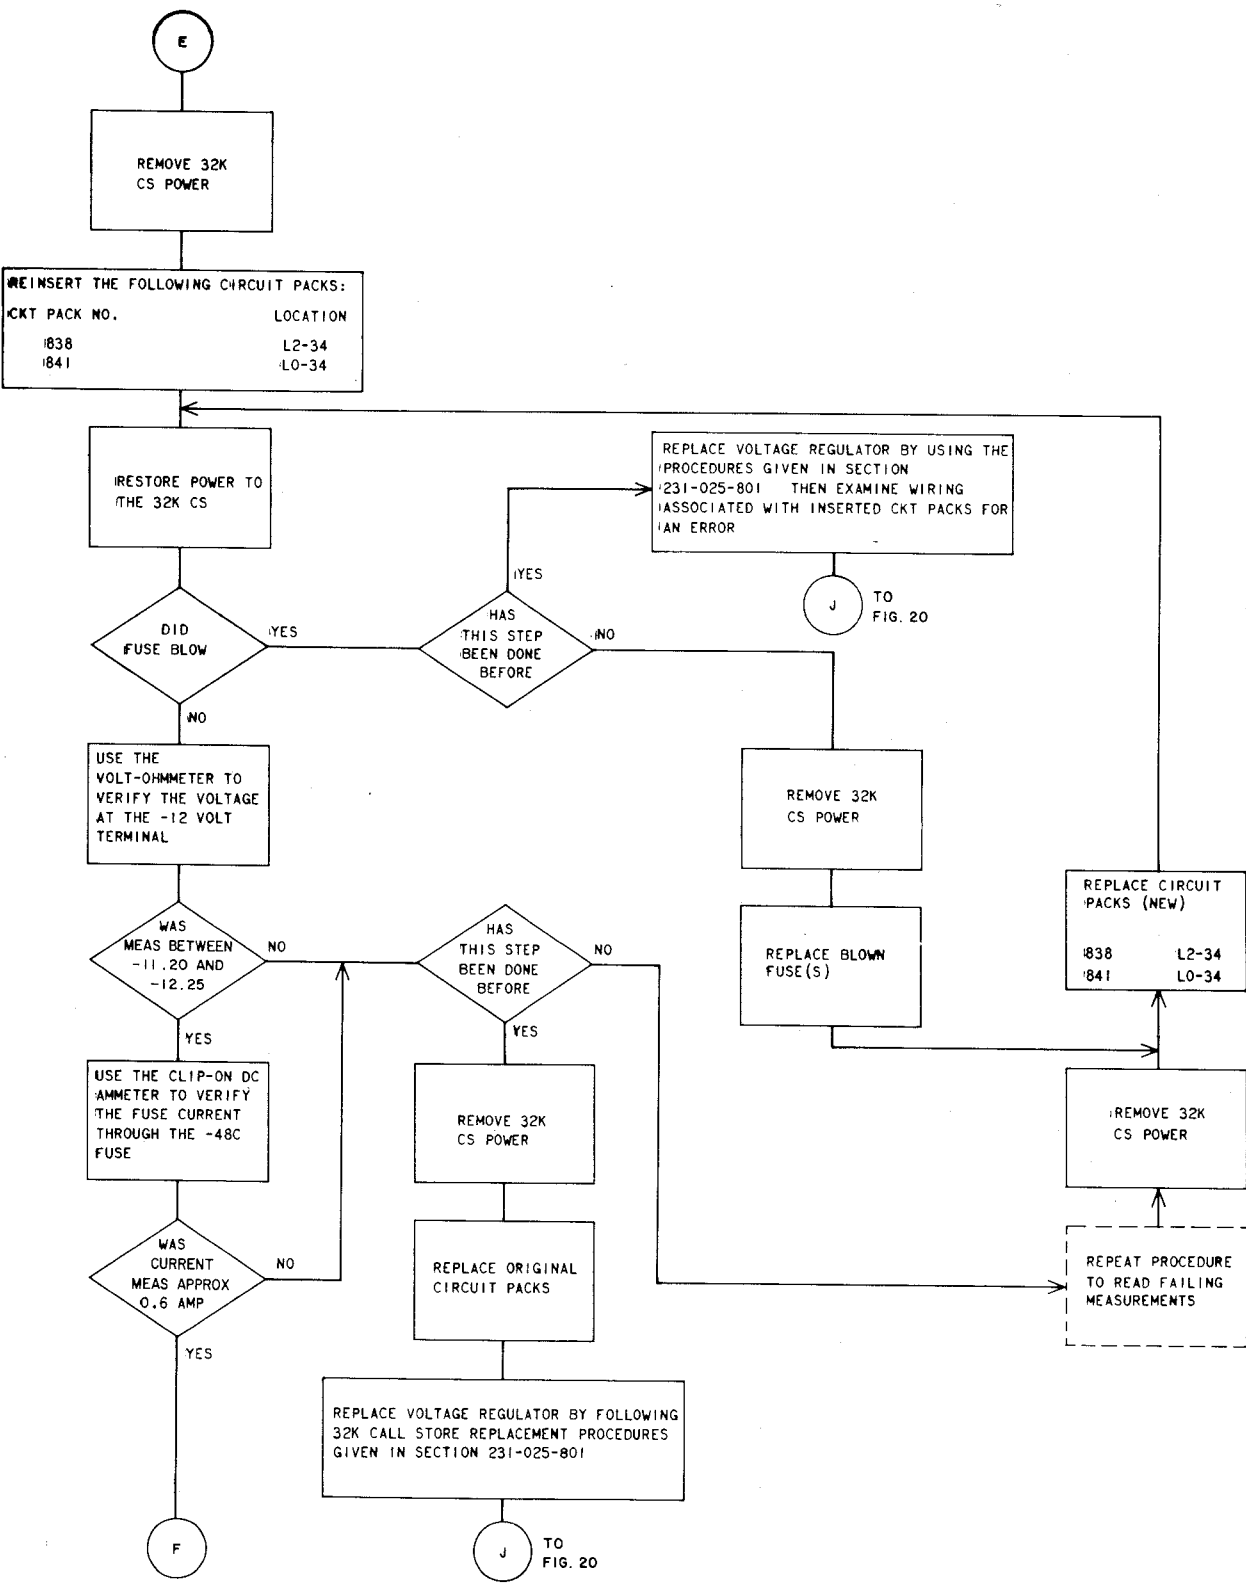 E
REMOVE 32K
CS POWER
REINSERT THE FOLLOWING CIRCUIT PACKS:
CKT PACK NO. LOCATION
838 L2-34
841 L0-34
RESTORE POWER TO
THE 32K CS
DID
FUSE BLOW
YES
NO
HAS
THIS STEP
BEEN DONE
BEFORE
YES
NO
REPLACE VOLTAGE REGULATOR BY USING THE
PROCEDURES GIVEN IN SECTION
231-025-801 THEN EXAMINE WIRING
ASSOCIATED WITH INSERTED CKT PACKS FOR
AN ERROR
J
TO
FIG. 20
REMOVE 32K
CS POWER
REPLACE BLOWN
FUSE(S)
USE THE
VOLT-OHMMETER TO
VERIFY THE VOLTAGE
AT THE -12 VOLT
TERMINAL
WAS
MEAS BETWEEN
-11.20 AND
-12.25
NO
YES
HAS
THIS STEP
BEEN DONE
BEFORE
NO
YES
REPLACE CIRCUIT
PACKS (NEW)
838 L2-34
841 L0-34
REMOVE 32K
CS POWER
REPEAT PROCEDURE
TO READ FAILING
MEASUREMENTS
USE THE CLIP-ON DC
AMMETER TO VERIFY
THE FUSE CURRENT
THROUGH THE -48C
FUSE
WAS
CURRENT
MEAS APPROX
0.6 AMP
NO
YES
REMOVE 32K
CS POWER
REPLACE ORIGINAL
CIRCUIT PACKS
REPLACE VOLTAGE REGULATOR BY FOLLOWING
32K CALL STORE REPLACEMENT PROCEDURES
GIVEN IN SECTION 231-025-801
F
J
TO
FIG. 20